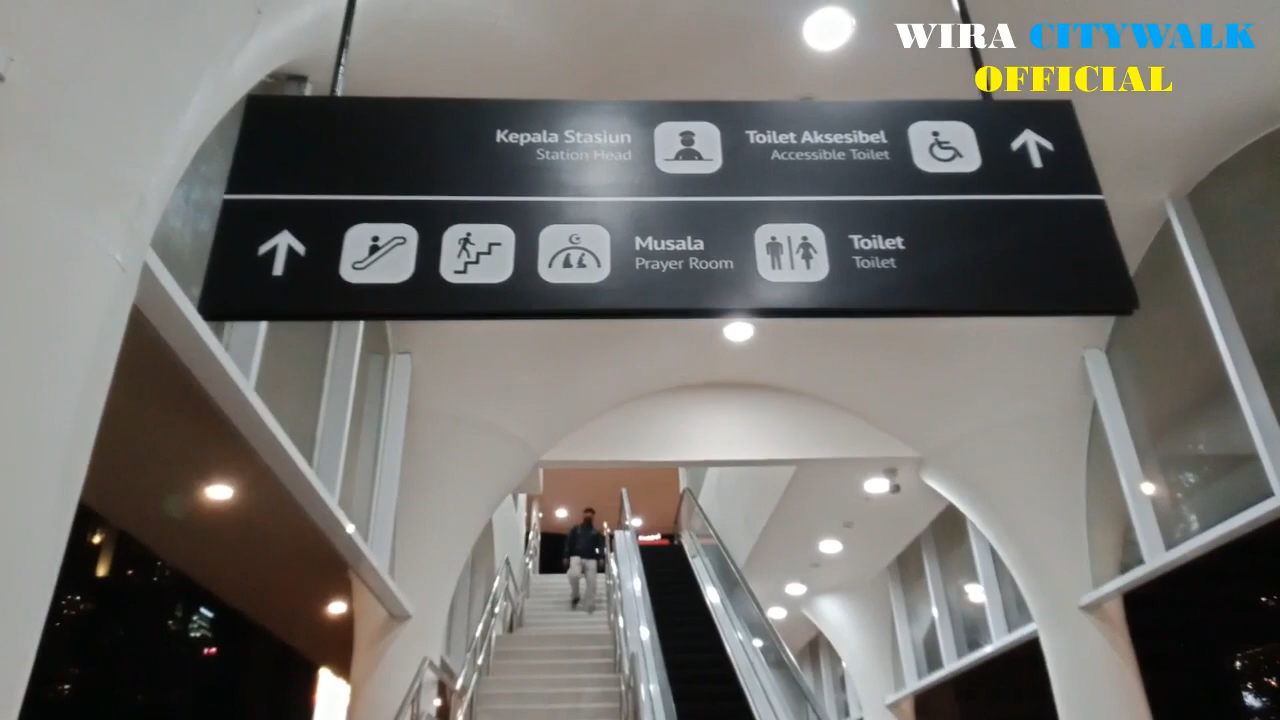 WIRA CITYWALK
OFFICIAL
Kepala Stasiun
Station Head
Toilet Aksesibel
Accessible Toilet
Musala
Prayer Room
Toilet
Toilet